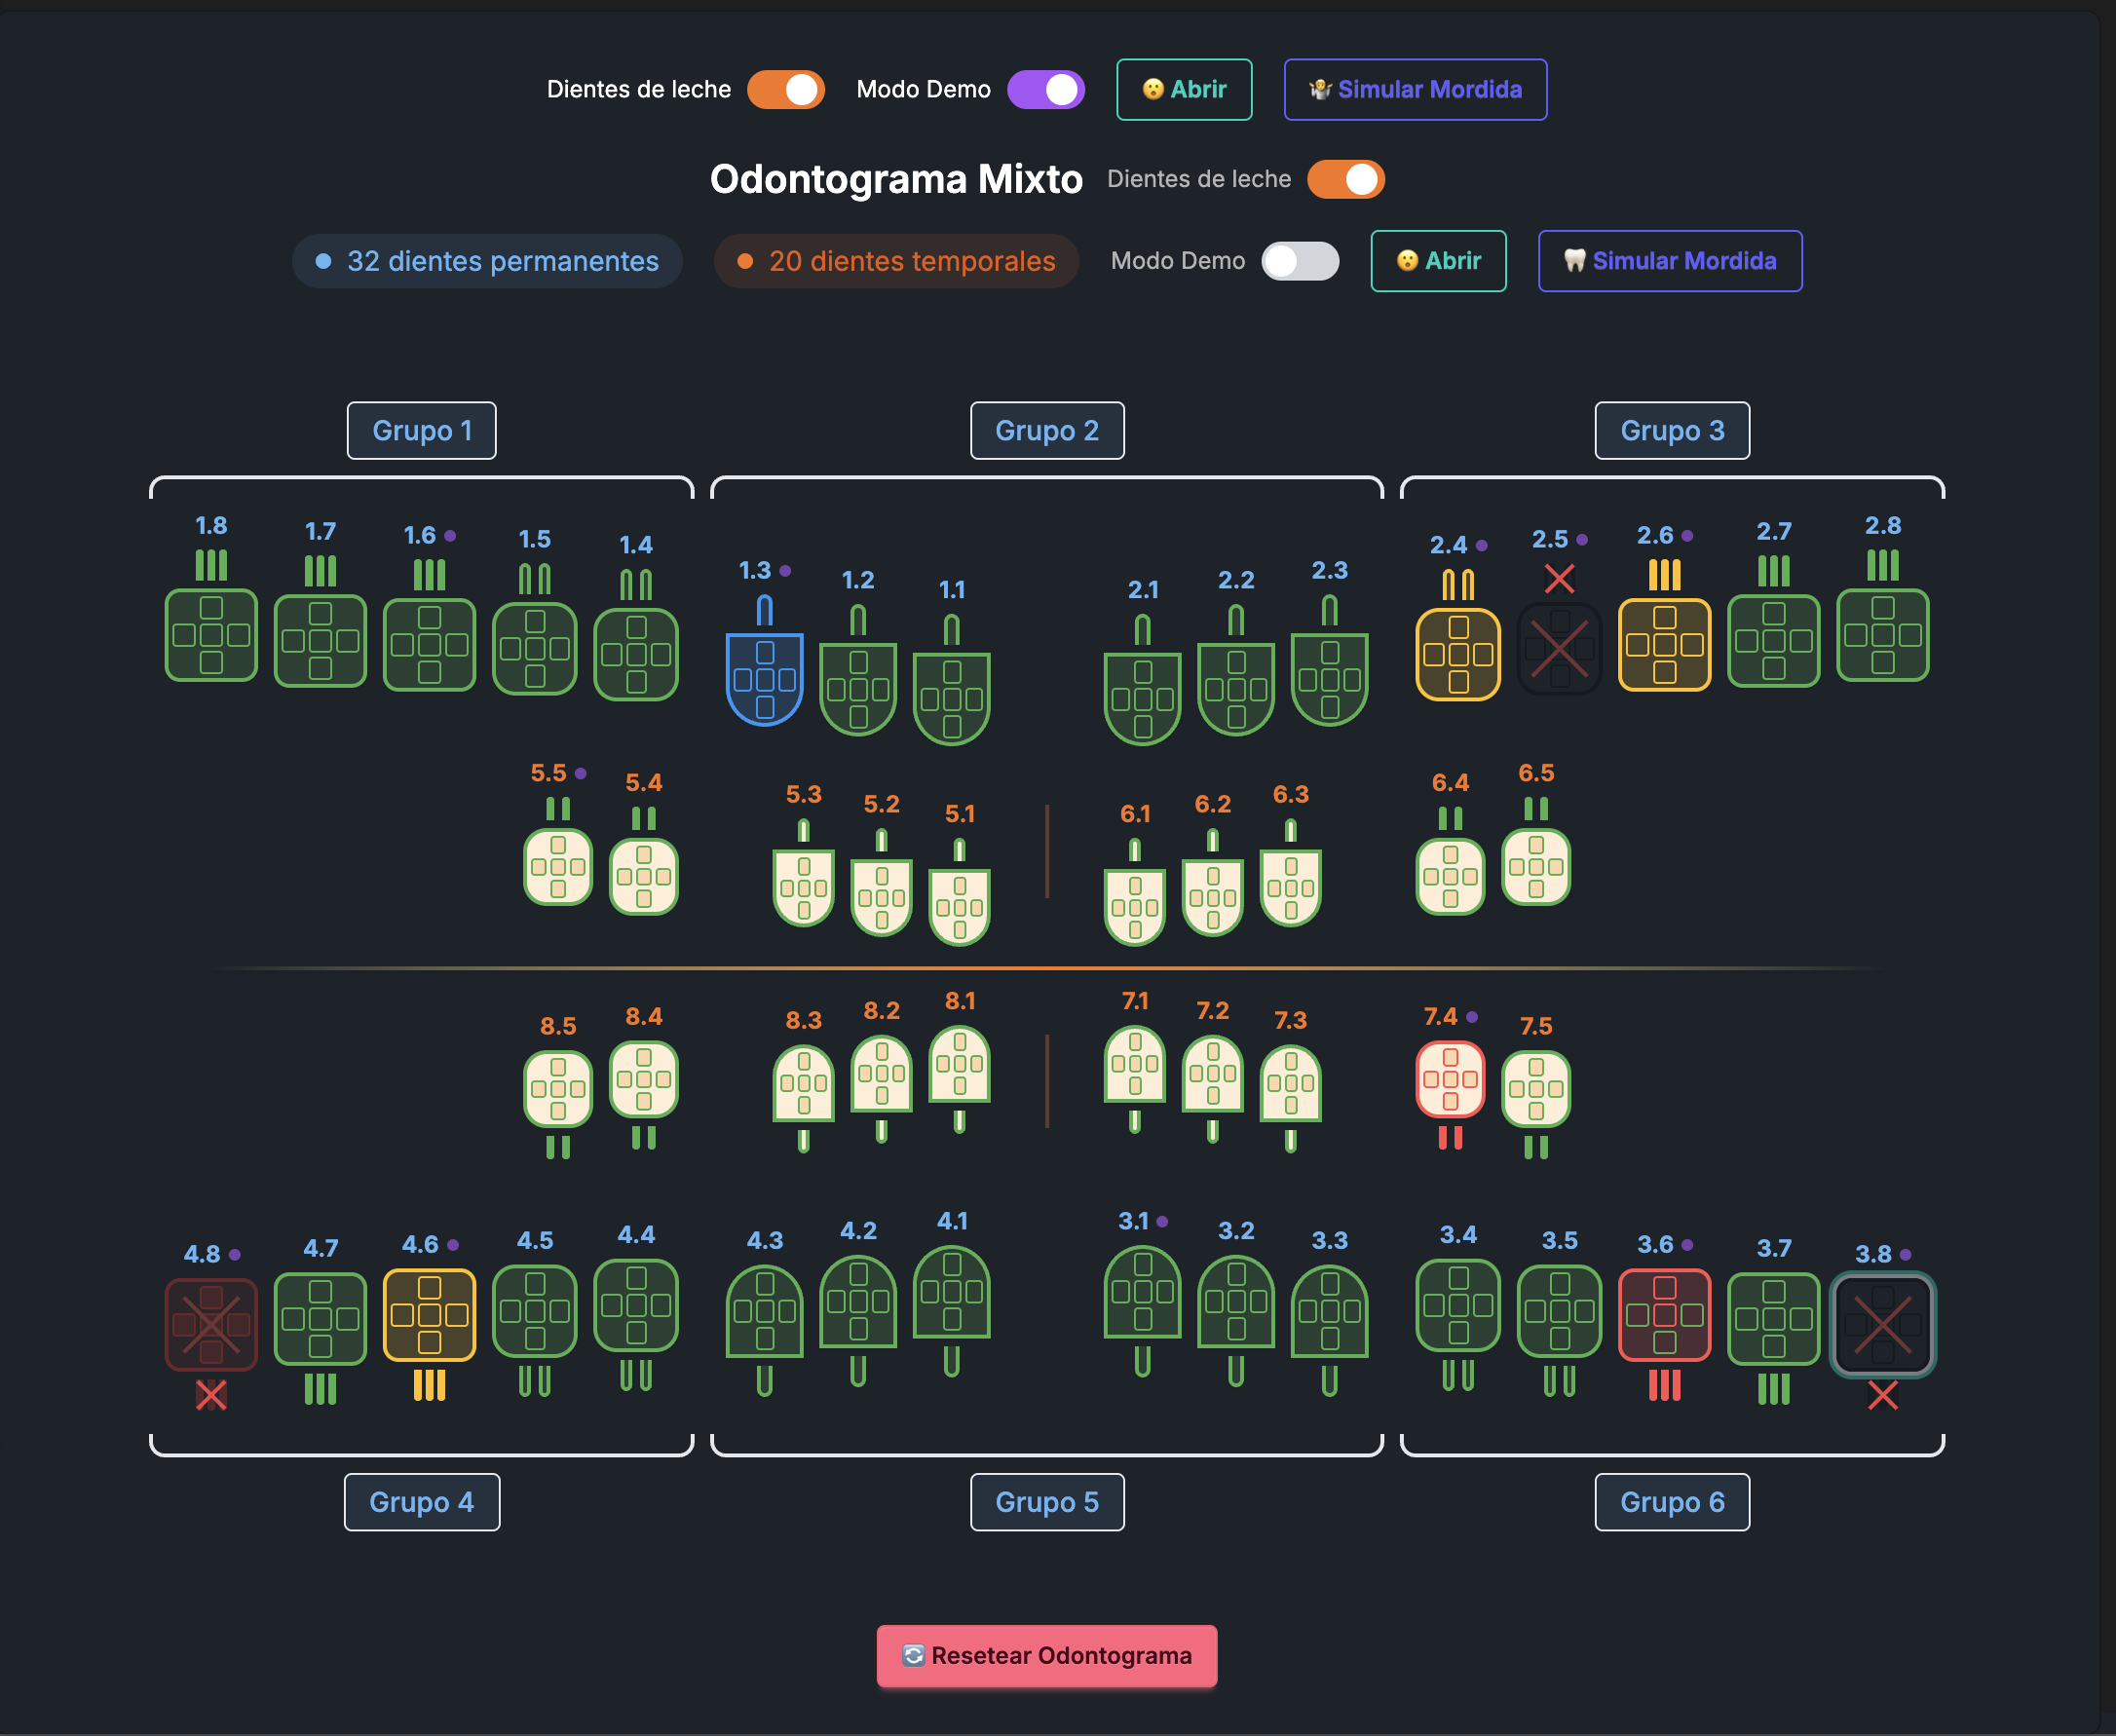 Dientes de leche Modo Demo 😮 Abrir 🤷 Simular Mordida
Odontograma Mixto Dientes de leche
32 dientes permanentes 20 dientes temporales Modo Demo 😮 Abrir 🦷 Simular Mordida
Grupo 1 Grupo 2 Grupo 3
1.8 1.7 1.6 1.5 1.4 1.3 1.2 1.1 2.1 2.2 2.3 2.4 2.5 2.6 2.7 2.8
5.5 5.4 5.3 5.2 5.1 6.1 6.2 6.3 6.4 6.5
8.5 8.4 8.3 8.2 8.1 7.1 7.2 7.3 7.4 7.5
4.8 4.7 4.6 4.5 4.4 4.3 4.2 4.1 3.1 3.2 3.3 3.4 3.5 3.6 3.7 3.8
Grupo 4 Grupo 5 Grupo 6
🔄 Resetear Odontograma